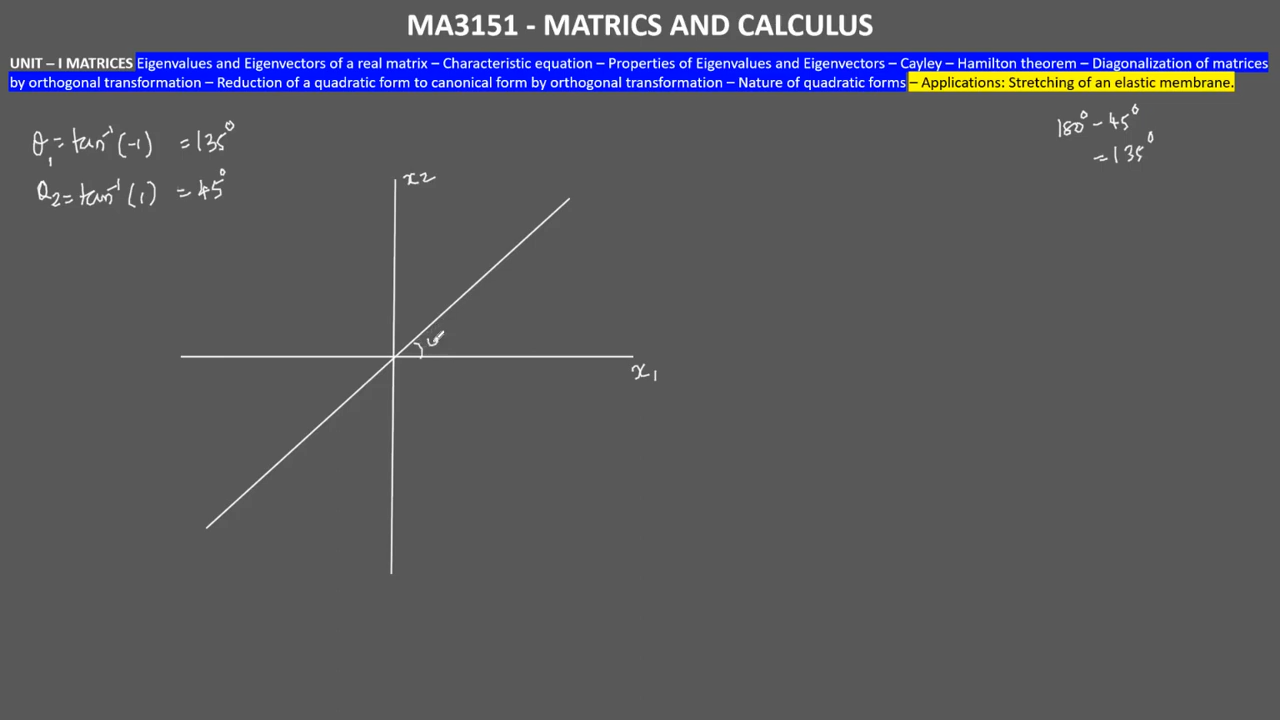 MA3151 - MATRICS AND CALCULUS
UNIT – I MATRICES Eigenvalues and Eigenvectors of a real matrix – Characteristic equation – Properties of Eigenvalues and Eigenvectors – Cayley – Hamilton theorem – Diagonalization of matrices
by orthogonal transformation – Reduction of a quadratic form to canonical form by orthogonal transformation – Nature of quadratic forms – Applications: Stretching of an elastic membrane.
θ₁ = tan⁻¹(-1) = 135°
180° - 45°
= 135°
θ2 = tan⁻¹(1) = 45°
x2
x1